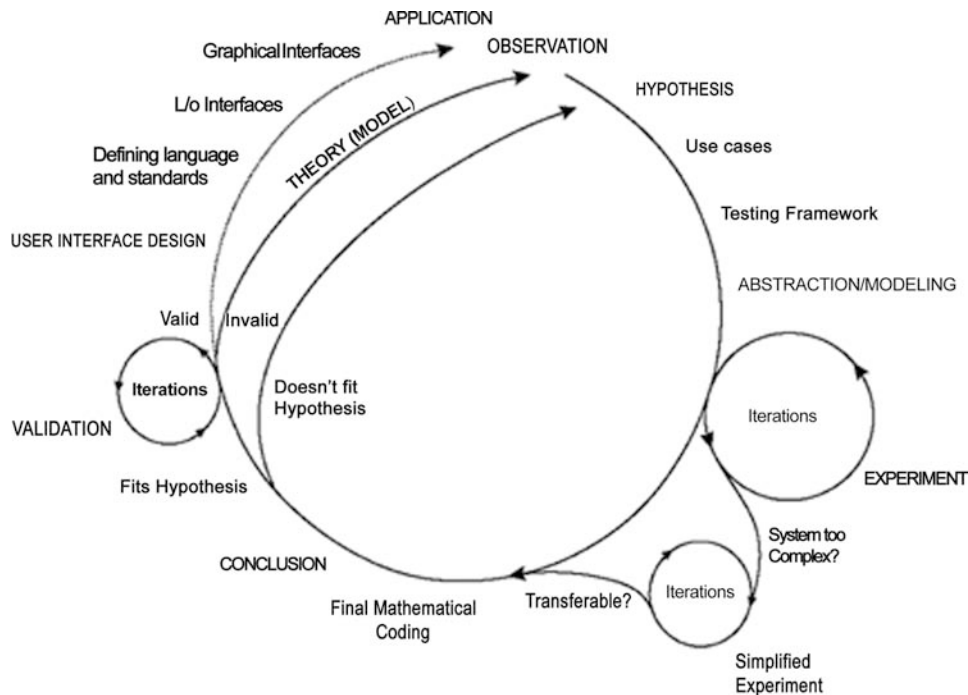 APPLICATION
OBSERVATION
Graphical Interfaces
HYPOTHESIS
L/o Interfaces
THEORY (MODEL)
Use cases
Defining language
and standards
Testing Framework
USER INTERFACE DESIGN
ABSTRACTION/MODELING
Valid
Invalid
Iterations
Doesn't fit
Hypothesis
Iterations
VALIDATION
Fits Hypothesis
EXPERIMENT
System too
Complex?
CONCLUSION
Iterations
Transferable?
Final Mathematical
Coding
Simplified
Experiment